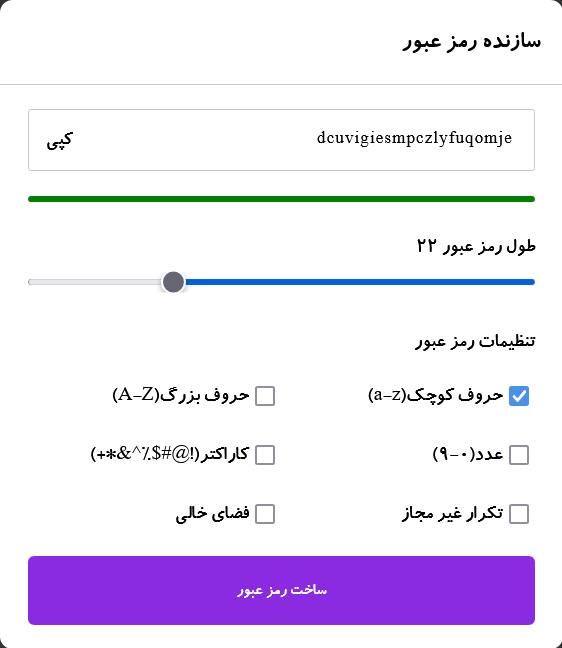 سازنده رمز عبور
dcuvigiesmpczlyfuqomje
کپی
طول رمز عبور ۲۲
تنظیمات رمز عبور
حروف کوچک(a-z)
حروف بزرگ(A-Z)
عدد(۰-۹)
کاراکتر(!@#$٪^&*+)
تکرار غیر مجاز
فضای خالی
ساخت رمز عبور